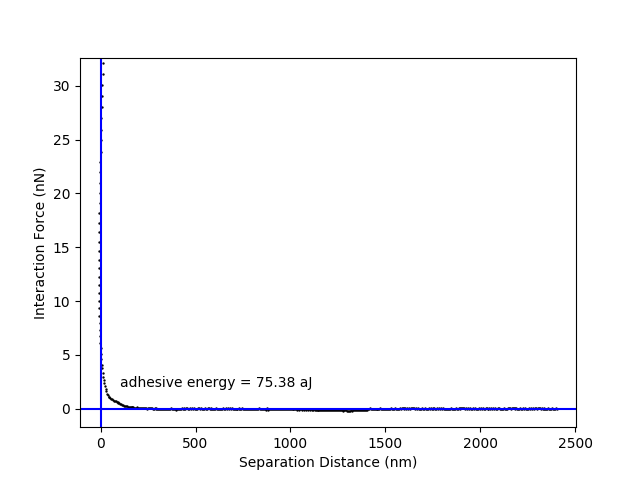 30
25
20
15
10
5
0
Interaction Force (nN)
adhesive energy = 75.38 aJ
0 500 1000 1500 2000 2500
Separation Distance (nm)